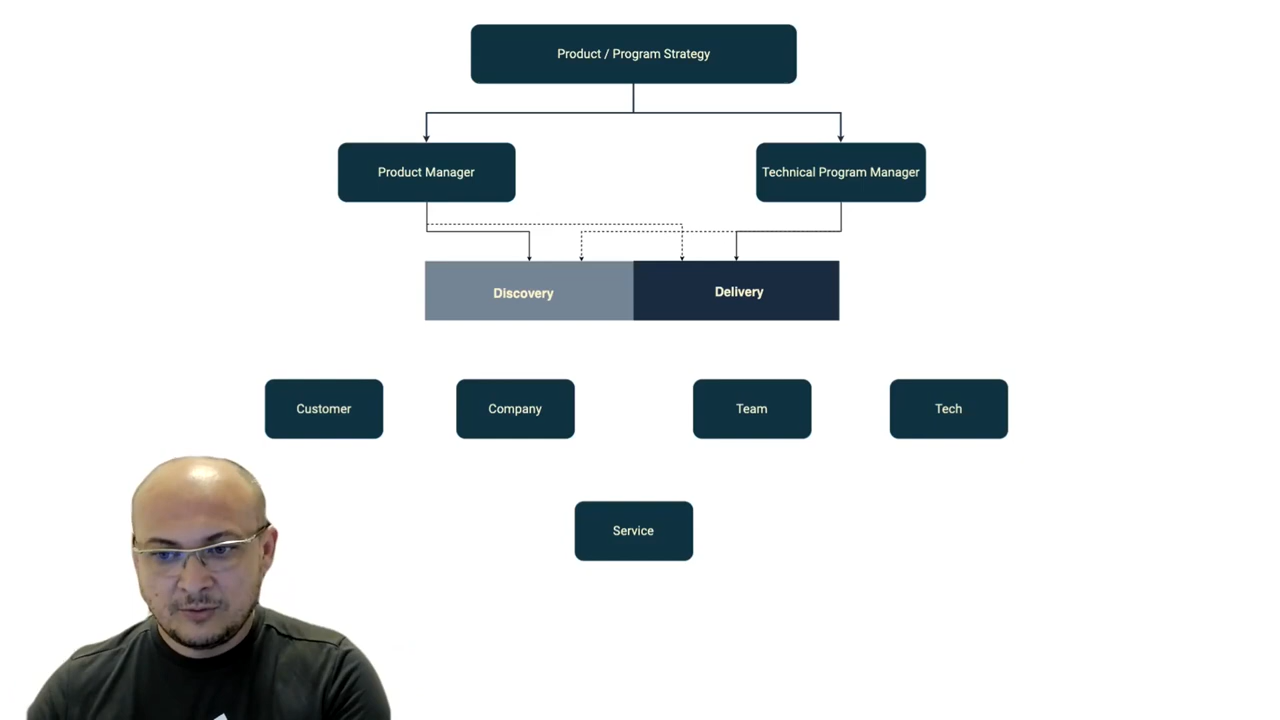 Product / Program Strategy
Product Manager
Technical Program Manager
Discovery
Delivery
Customer
Company
Team
Tech
Service